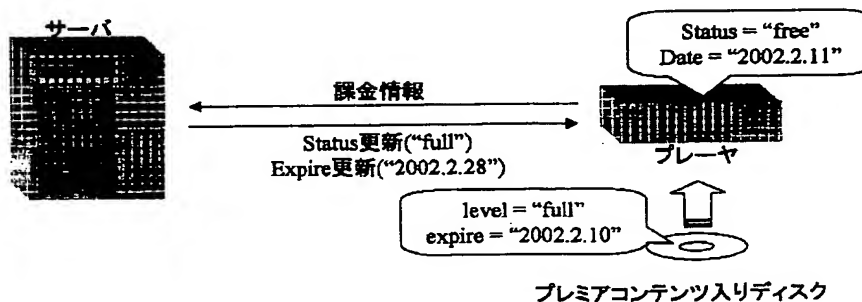 サーバ
Status = “free”
Date = “2002.2.11”
課金情報
Status更新(“full”)
Expire更新(“2002.2.28”)
プレーヤ
level = “full”
expire = “2002.2.10”
プレミアコンテンツ入りディスク